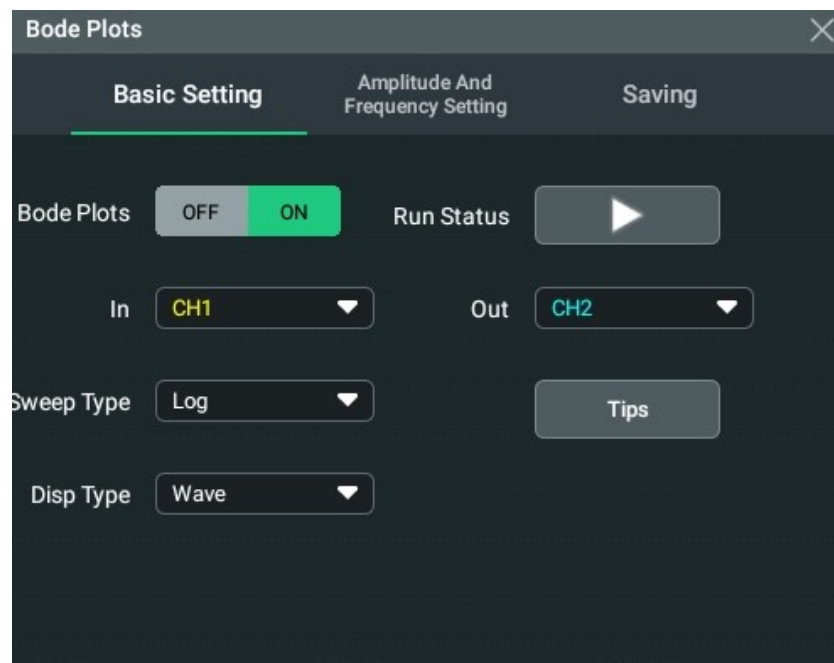 Bode Plots
Basic Setting
Amplitude And
Frequency Setting
Saving
Bode Plots OFF ON Run Status
In CH1 Out CH2
Sweep Type Log Tips
Disp Type Wave